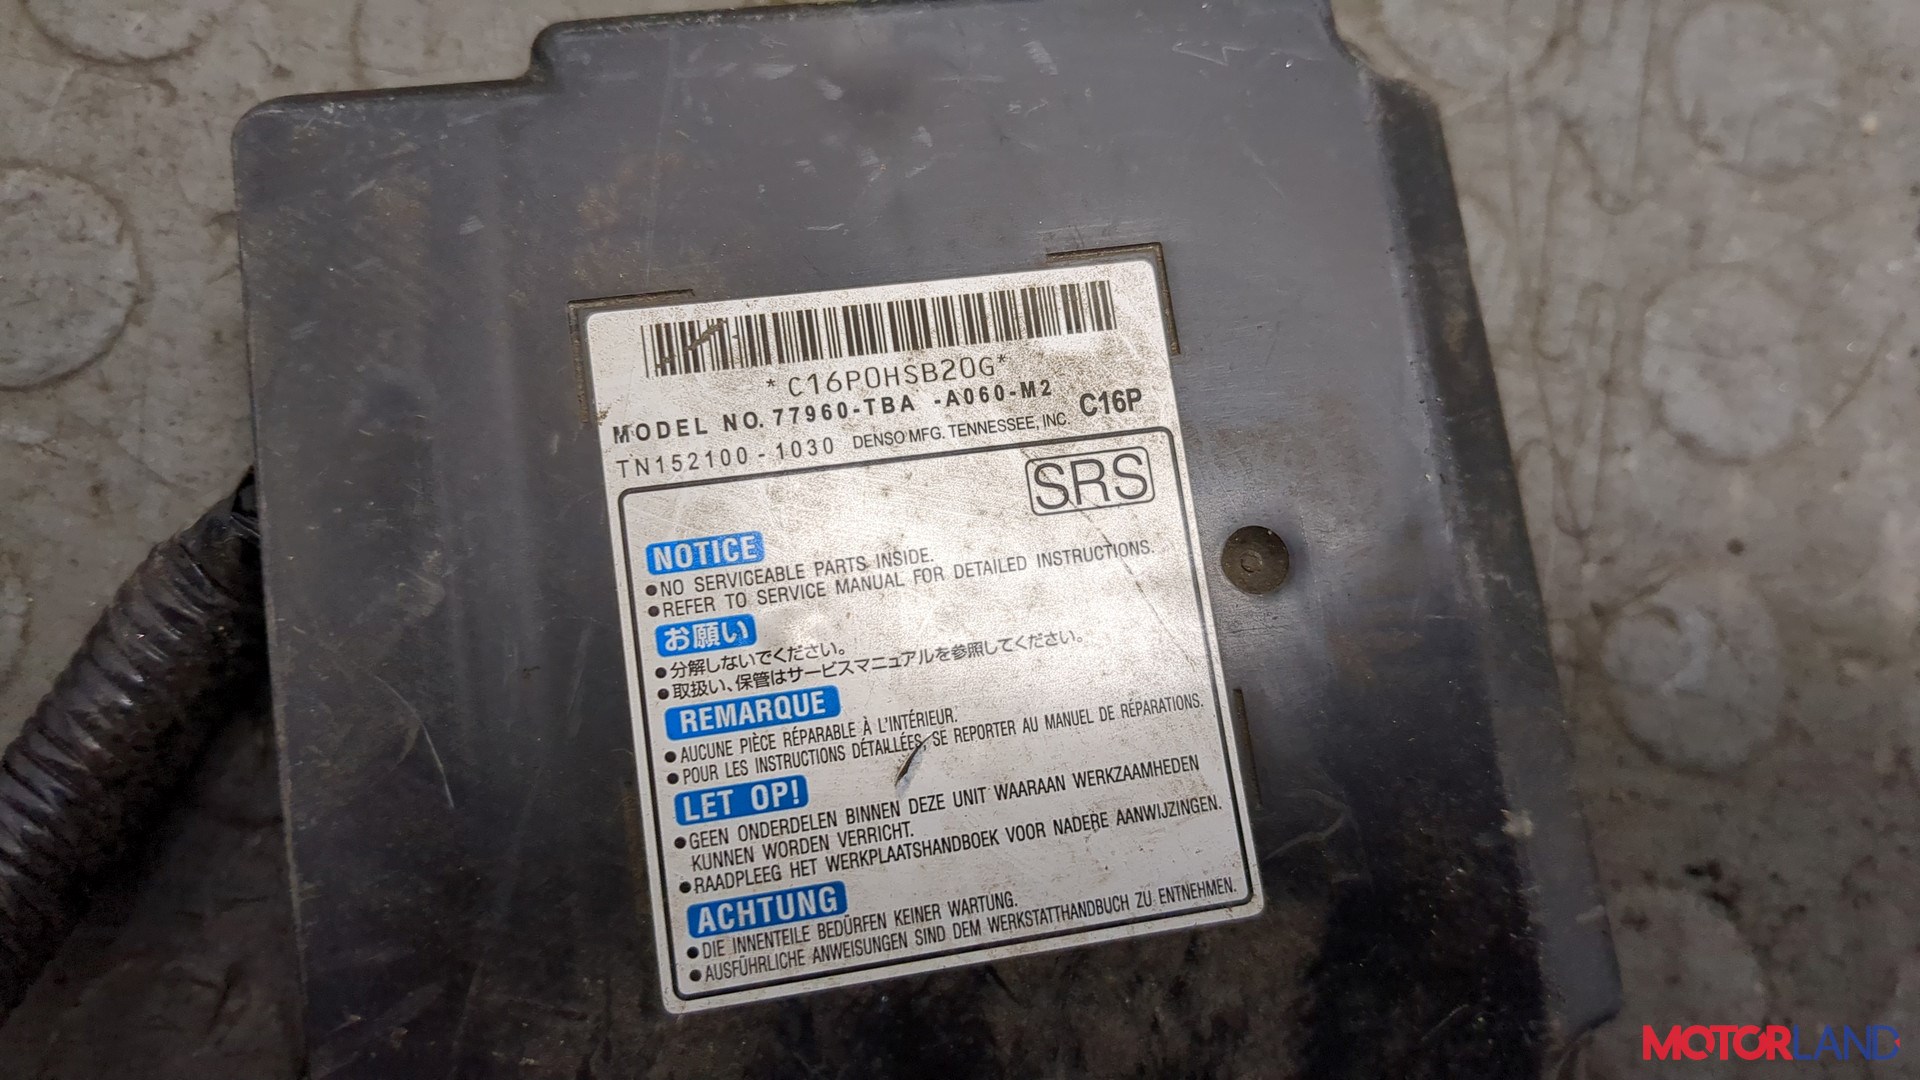 *C16P0HSB20G*
MODEL NO. 77960-TBA -A060-M2 C16P
TN152100-1030 DENSO MFG. TENNESSEE, INC.
SRS
NOTICE
●NO SERVICEABLE PARTS INSIDE.
●REFER TO SERVICE MANUAL FOR DETAILED INSTRUCTIONS.
お願い
●分解しないでください。
●取扱い、保管はサービスマニュアルを参照してください。
REMARQUE
●AUCUNE PIÈCE RÉPARABLE À L'INTÉRIEUR.
●POUR LES INSTRUCTIONS DÉTAILLÉES, SE REPORTER AU MANUEL DE RÉPARATIONS.
LET OP!
●GEEN ONDERDELEN BINNEN DEZE UNIT WAARAAN WERKZAAMHEDEN
KUNNEN WORDEN VERRICHT.
●RAADPLEEG HET WERKPLAATSHANDBOEK VOOR NADERE AANWIJZINGEN.
ACHTUNG
●DIE INNENTEILE BEDÜRFEN KEINER WARTUNG.
●AUSFÜHRLICHE ANWEISUNGEN SIND DEM WERKSTATTHANDBUCH ZU ENTNEHMEN.
MOTORLAND